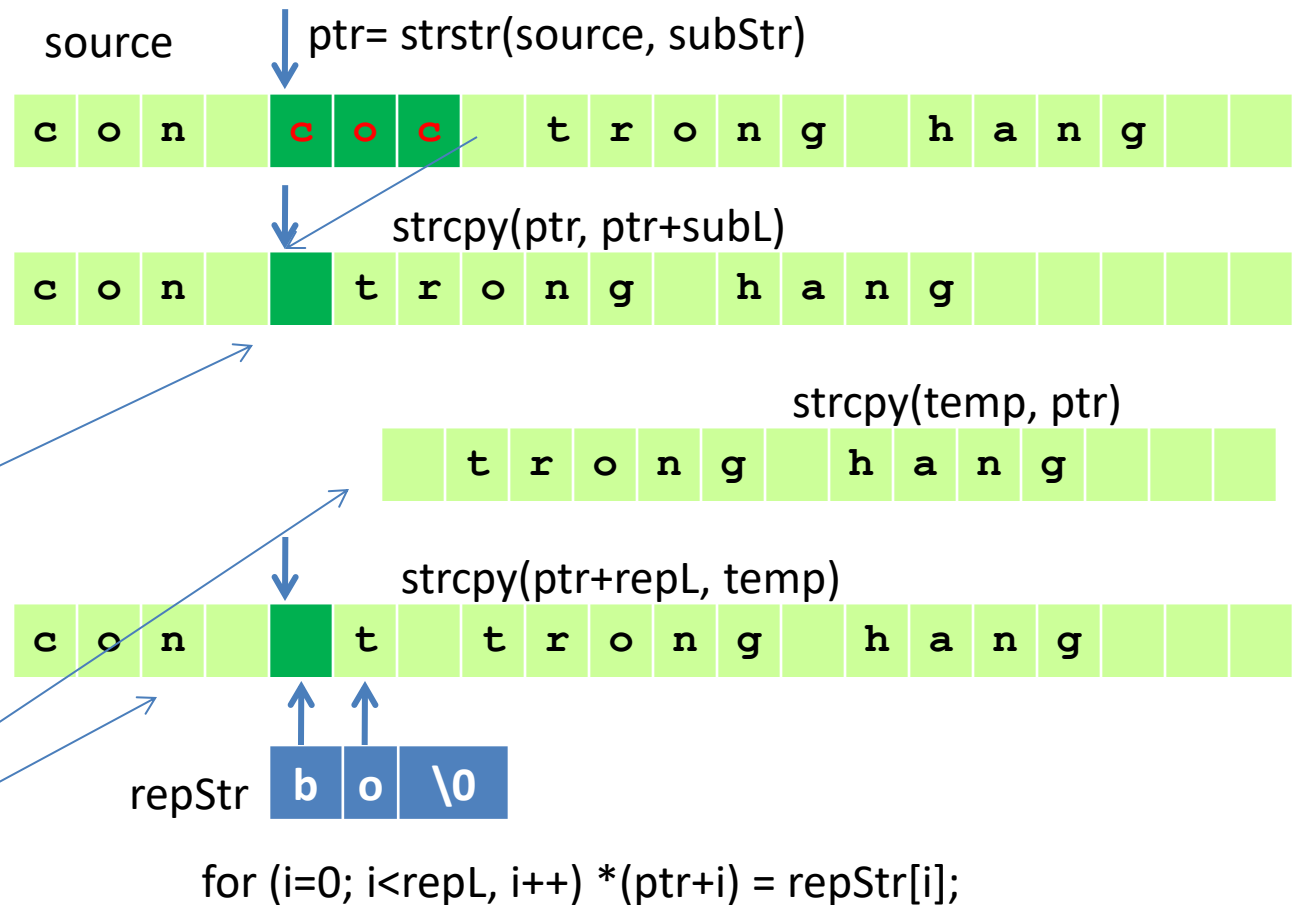 source ptr= strstr(source, subStr)
c o n c o c t r o n g h a n g
strcpy(ptr, ptr+subL)
c o n t r o n g h a n g
strcpy(temp, ptr)
t r o n g h a n g
strcpy(ptr+repL, temp)
c o n t t r o n g h a n g
repStr b o \0
for (i=0; i<repL, i++) *(ptr+i) = repStr[i];